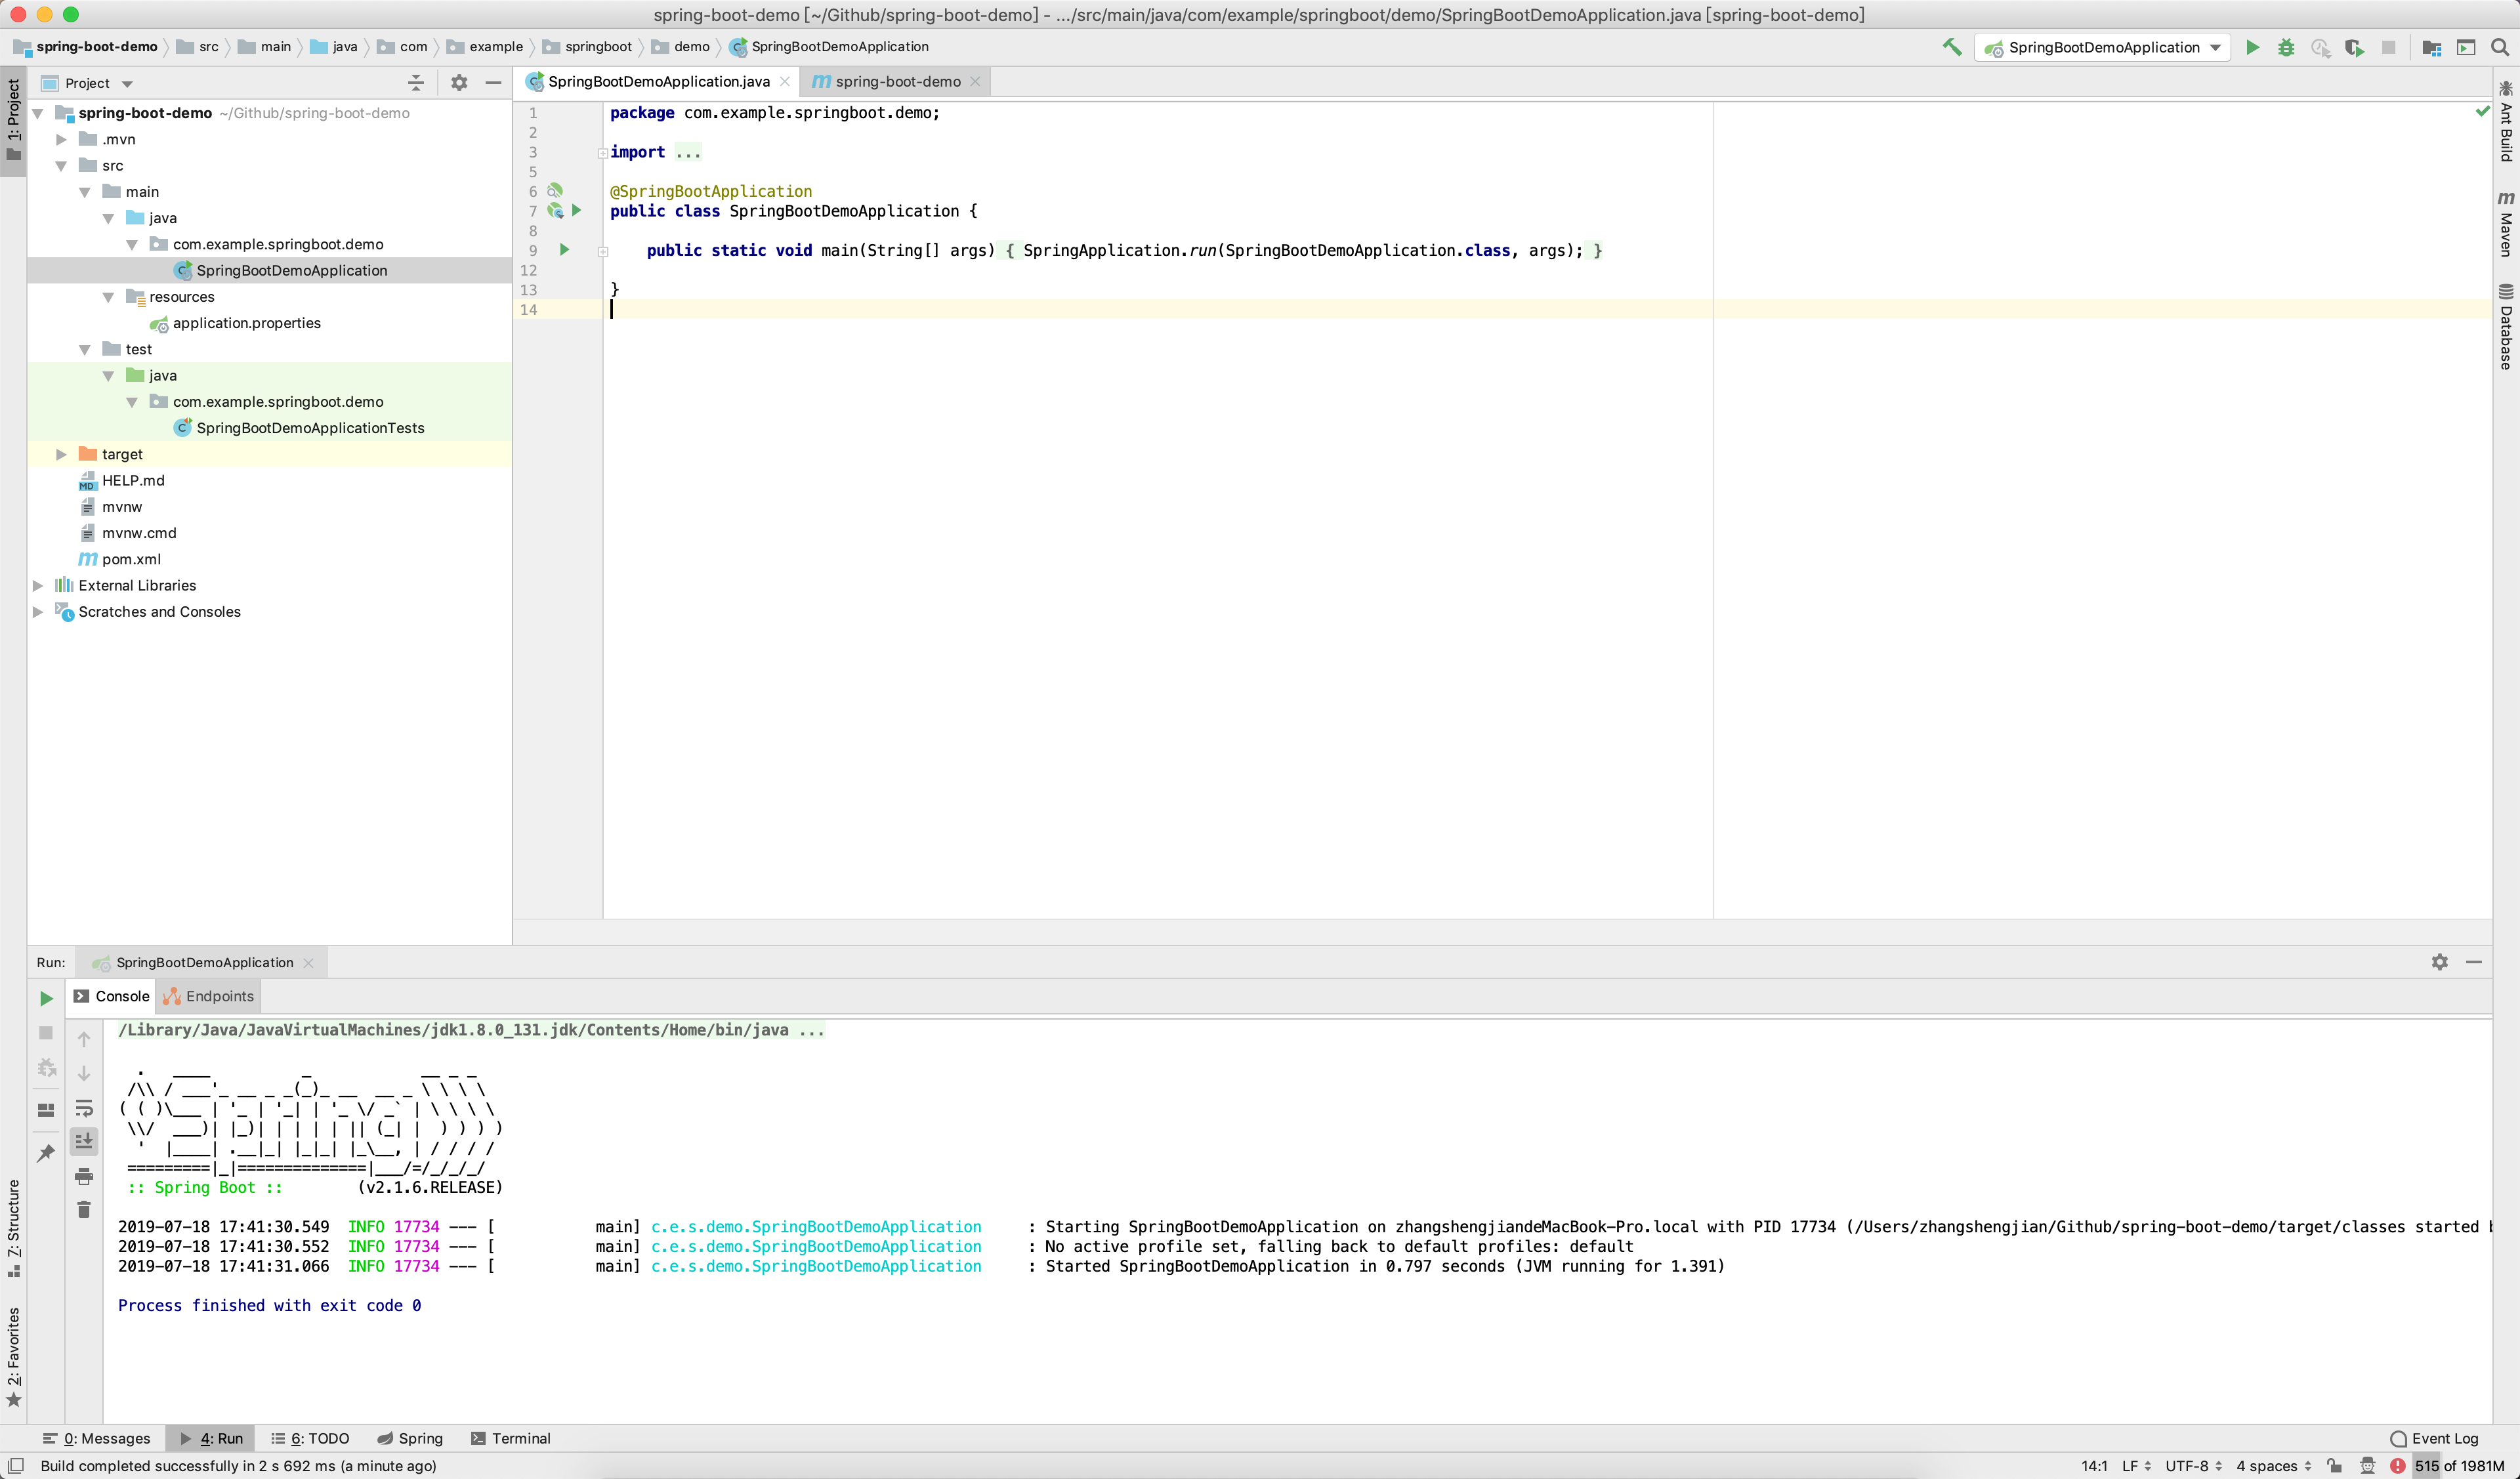 spring-boot-demo [~/Github/spring-boot-demo] - .../src/main/java/com/example/springboot/demo/SpringBootDemoApplication.java [spring-boot-demo]
spring-boot-demo src main java com example springboot demo SpringBootDemoApplication
SpringBootDemoApplication
1: Project
Project
spring-boot-demo ~/Github/spring-boot-demo
.mvn
src
main
java
com.example.springboot.demo
SpringBootDemoApplication
resources
application.properties
test
java
com.example.springboot.demo
SpringBootDemoApplicationTests
target
HELP.md
mvnw
mvnw.cmd
pom.xml
External Libraries
Scratches and Consoles
SpringBootDemoApplication.java
spring-boot-demo
1 package com.example.springboot.demo;
2
3 import ...
5
6 @SpringBootApplication
7 public class SpringBootDemoApplication {
8
9 public static void main(String[] args) { SpringApplication.run(SpringBootDemoApplication.class, args); }
12
13 }
14
Ant Build
Maven
Database
Run: SpringBootDemoApplication
Console Endpoints
/Library/Java/JavaVirtualMachines/jdk1.8.0_131.jdk/Contents/Home/bin/java ...
  .   ____          _            __ _ _
 /\\ / ___'_ __ _ _(_)_ __  __ _ \ \ \ \
( ( )\___ | '_ | '_| | '_ \/ _` | \ \ \ \
 \\/  ___)| |_)| | | | | || (_| |  ) ) ) )
  '  |____| .__|_| |_|_| |_\__, | / / / /
 =========|_|==============|___/=/_/_/_/
 :: Spring Boot ::        (v2.1.6.RELEASE)
2019-07-18 17:41:30.549 INFO 17734 --- [           main] c.e.s.demo.SpringBootDemoApplication     : Starting SpringBootDemoApplication on zhangshengjiandeMacBook-Pro.local with PID 17734 (/Users/zhangshengjian/Github/spring-boot-demo/target/classes started
2019-07-18 17:41:30.552 INFO 17734 --- [           main] c.e.s.demo.SpringBootDemoApplication     : No active profile set, falling back to default profiles: default
2019-07-18 17:41:31.066 INFO 17734 --- [           main] c.e.s.demo.SpringBootDemoApplication     : Started SpringBootDemoApplication in 0.797 seconds (JVM running for 1.391)
Process finished with exit code 0
7: Structure
2: Favorites
0: Messages 4: Run 6: TODO Spring Terminal
Event Log
Build completed successfully in 2 s 692 ms (a minute ago)
14:1 LF UTF-8 4 spaces 515 of 1981M